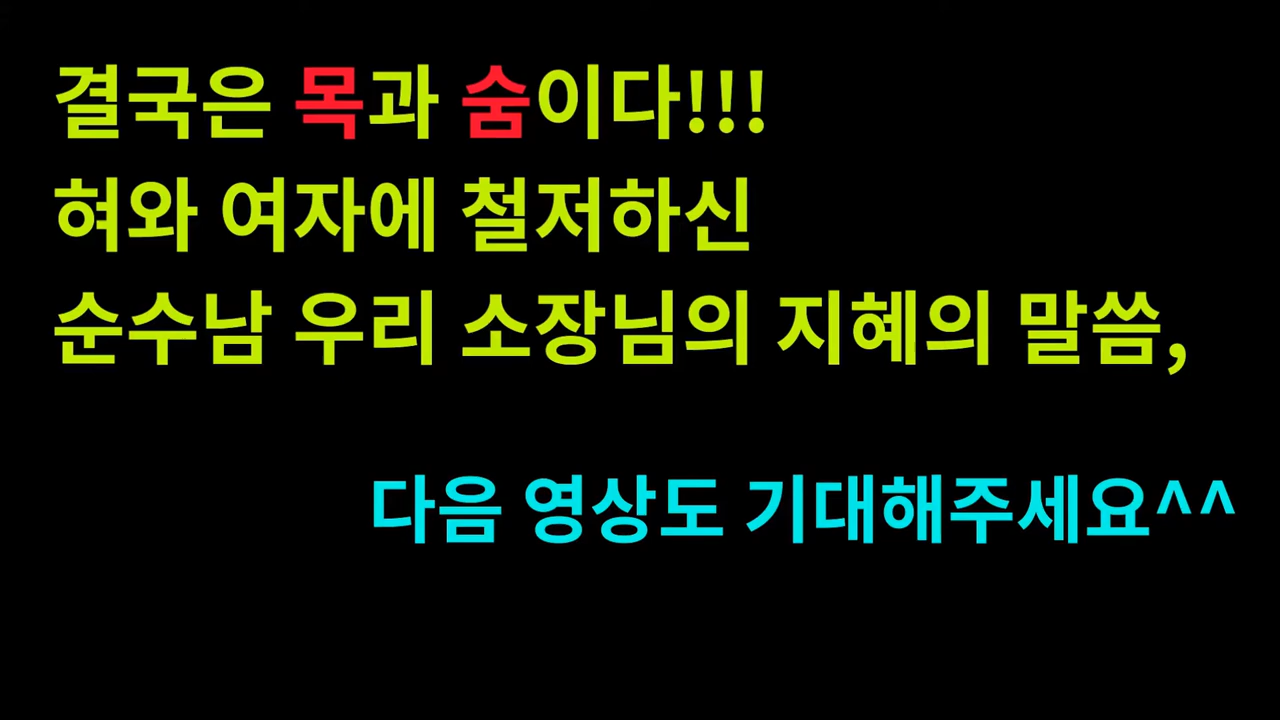 결국은 목과 숨이다!!!
혀와 여자에 철저하신
순수남 우리 소장님의 지혜의 말씀,
다음 영상도 기대해주세요^^